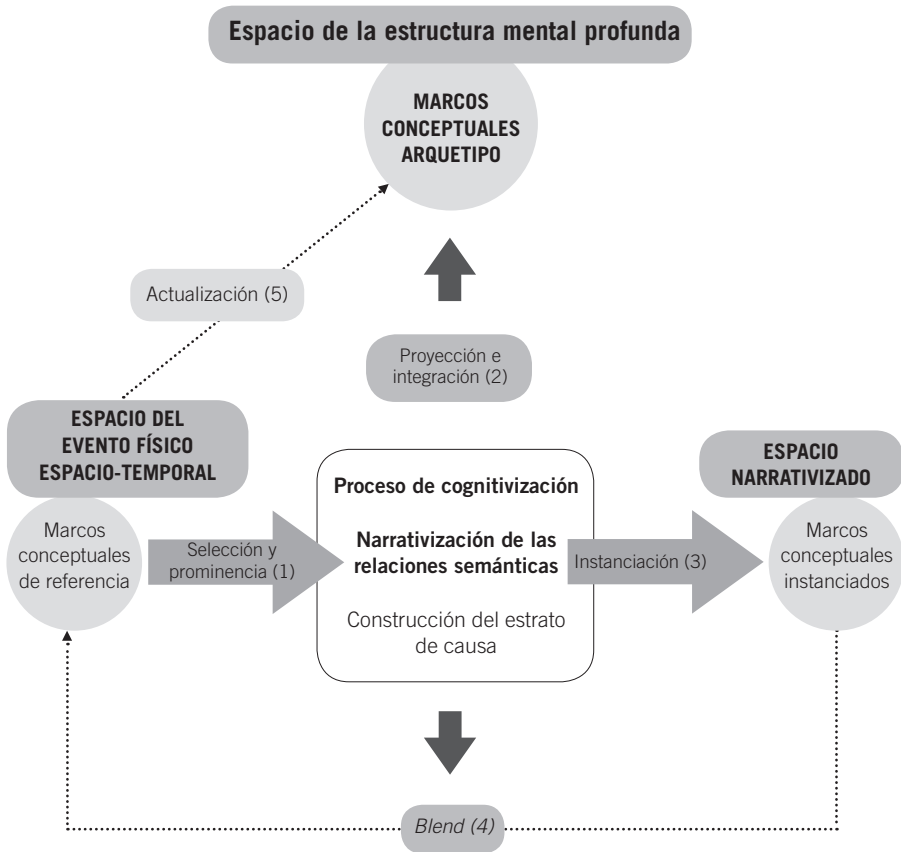 Espacio de la estructura mental profunda
MARCOS
CONCEPTUALES
ARQUETIPO
Actualización (5)
Proyección e
integración (2)
ESPACIO DEL
EVENTO FÍSICO
ESPACIO-TEMPORAL
ESPACIO
NARRATIVIZADO
Marcos
conceptuales
de referencia
Selección y
prominencia (1)
Proceso de cognitivización
Narrativización de las
relaciones semánticas
Construcción del estrato
de causa
Instanciación (3)
Marcos
conceptuales
instanciados
Blend (4)